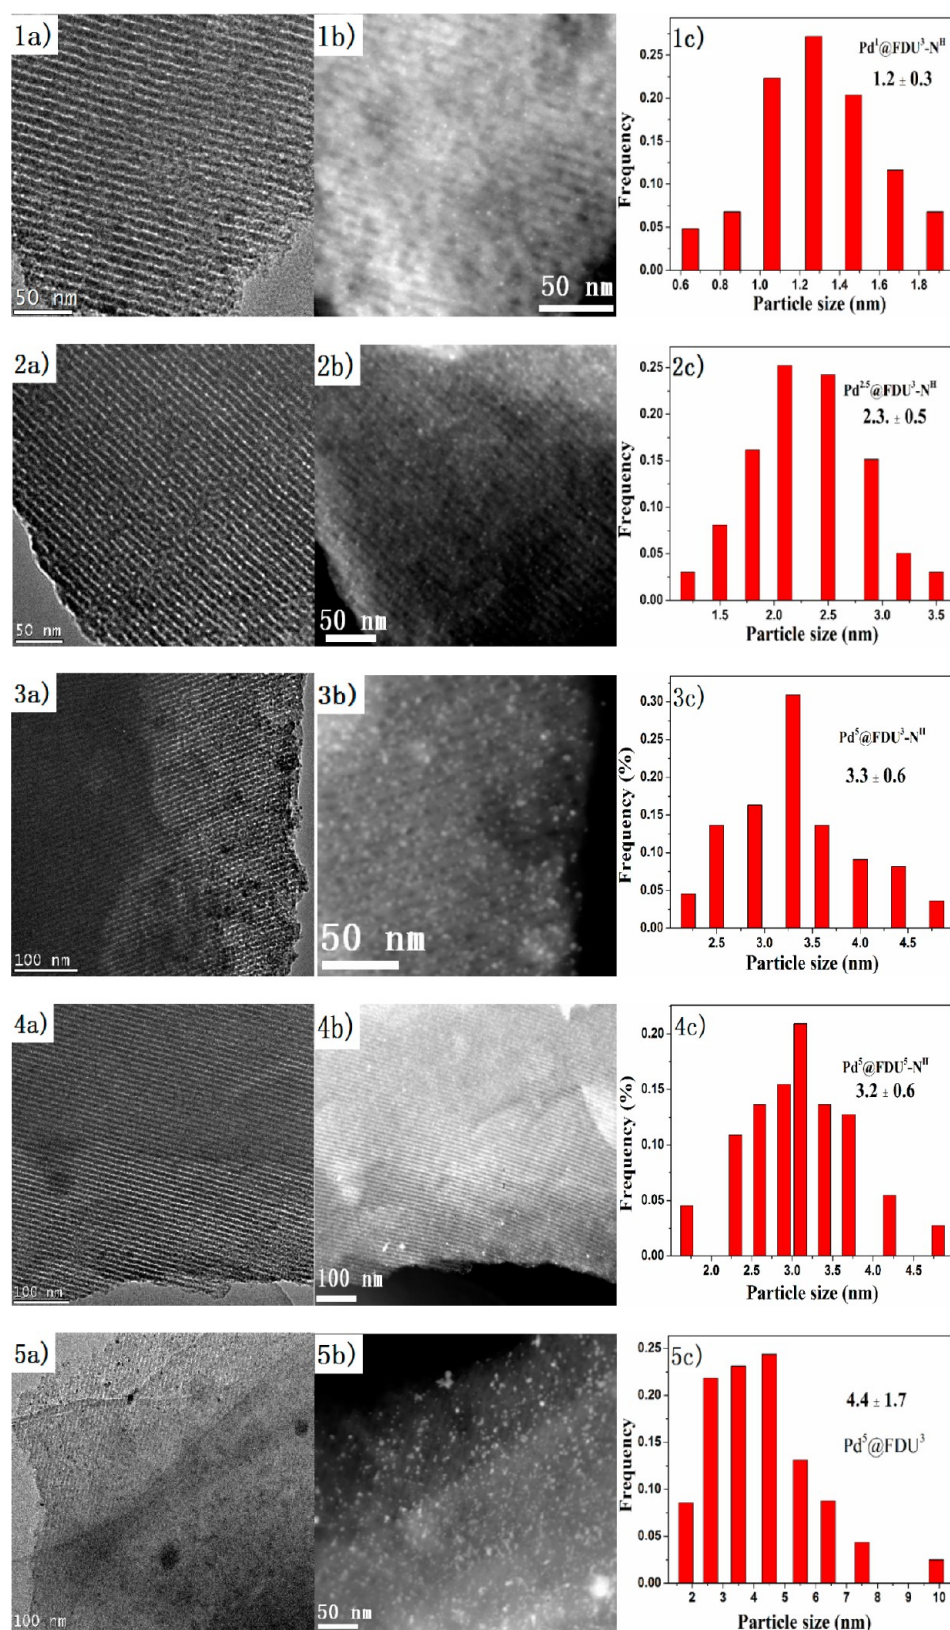 1a)
50 nm
1b)
50 nm
1c)
Pd¹@FDU³-Nᴴ
1.2 ± 0.3
Frequency
0.25
0.20
0.15
0.10
0.05
0.00
0.6 0.8 1.0 1.2 1.4 1.6 1.8
Particle size (nm)
2a)
50 nm
2b)
50 nm
2c)
Pd²·⁵@FDU³-Nᴴ
2.3. ± 0.5
Frequency
0.25
0.20
0.15
0.10
0.05
0.00
1.5 2.0 2.5 3.0 3.5
Particle size (nm)
3a)
100 nm
3b)
50 nm
3c)
Pd⁵@FDU³-Nᴴ
3.3 ± 0.6
Frequency (%)
0.30
0.25
0.20
0.15
0.10
0.05
0.00
2.5 3.0 3.5 4.0 4.5
Particle size (nm)
4a)
100 nm
4b)
100 nm
4c)
Pd⁵@FDU⁵-Nᴴ
3.2 ± 0.6
Frequency (%)
0.20
0.15
0.10
0.05
0.00
2.0 2.5 3.0 3.5 4.0 4.5
Particle size (nm)
5a)
100 nm
5b)
50 nm
5c)
4.4 ± 1.7
Pd⁵@FDU³
Frequency
0.25
0.20
0.15
0.10
0.05
0.00
2 3 4 5 6 7 8 9 10
Particle size (nm)